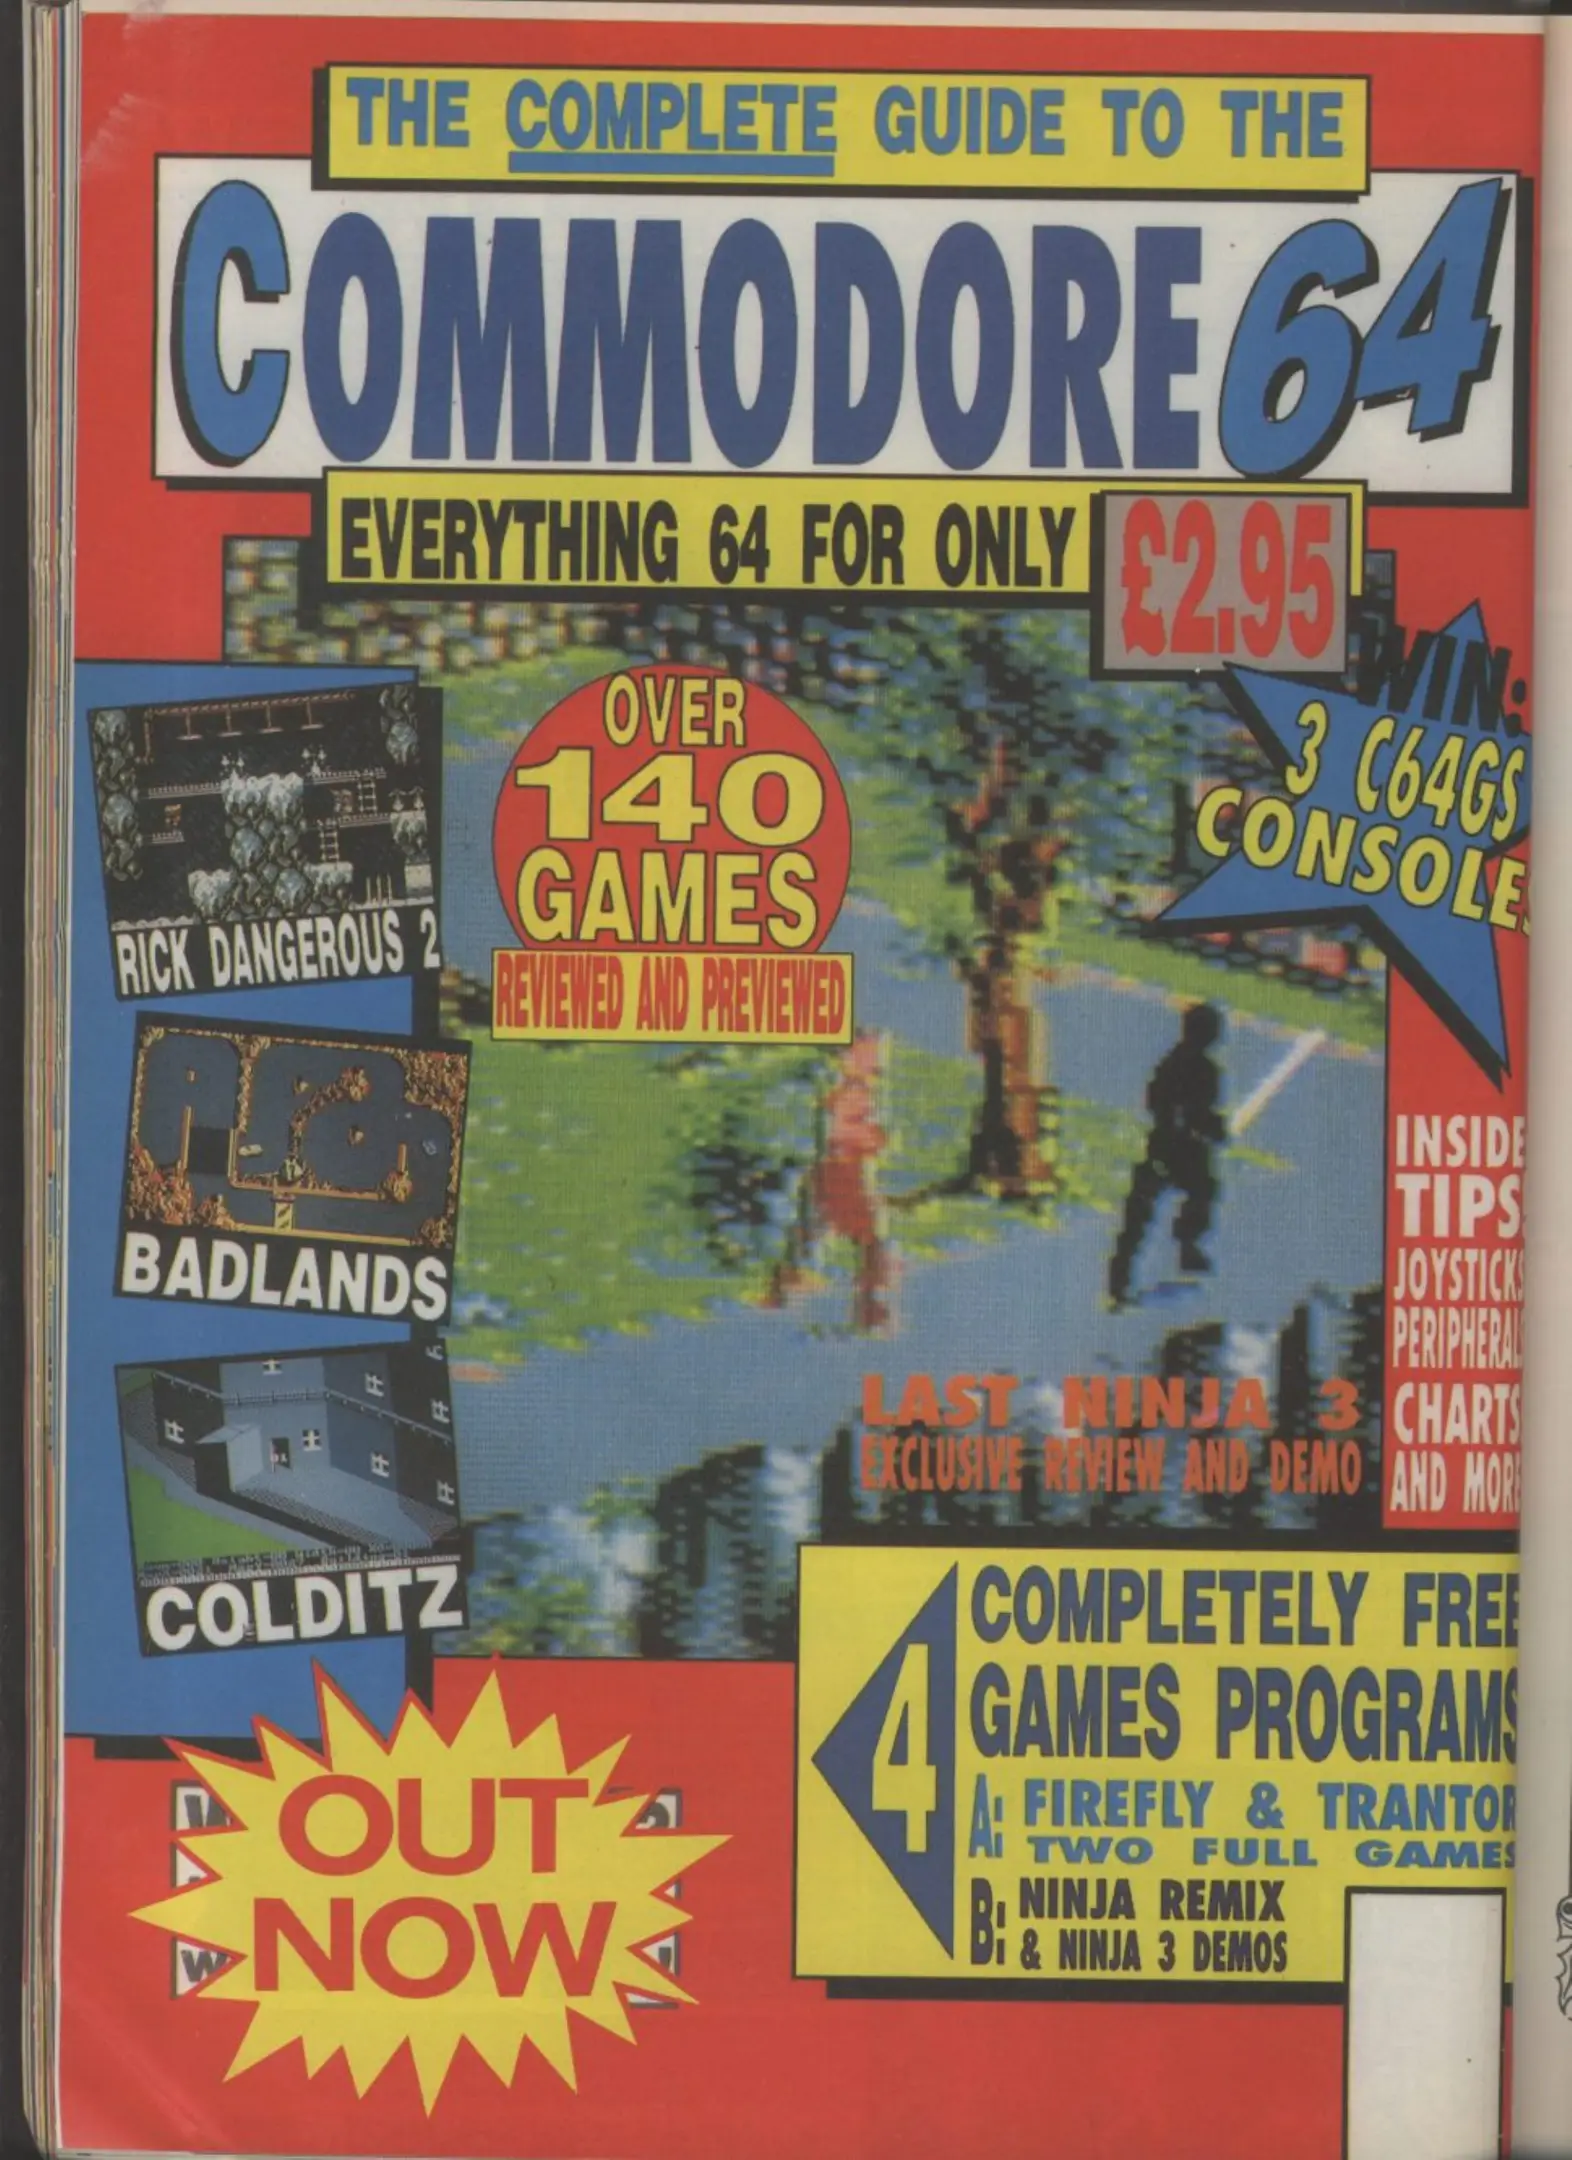 THE COMPLETE GUIDE TO THE
COMMODORE 64
EVERYTHING 64 FOR ONLY £2.95
WIN:
3 C64GS
CONSOLES
OVER
140
GAMES
REVIEWED AND PREVIEWED
RICK DANGEROUS 2
BADLANDS
COLDITZ
INSIDE
TIPS
JOYSTICKS
PERIPHERAL
CHARTS
AND MORE
LAST NINJA 3
EXCLUSIVE REVIEW AND DEMO
4
COMPLETELY FREE
GAMES PROGRAMS
A: FIREFLY & TRANTOR
TWO FULL GAMES
B: NINJA REMIX
& NINJA 3 DEMOS
OUT
NOW